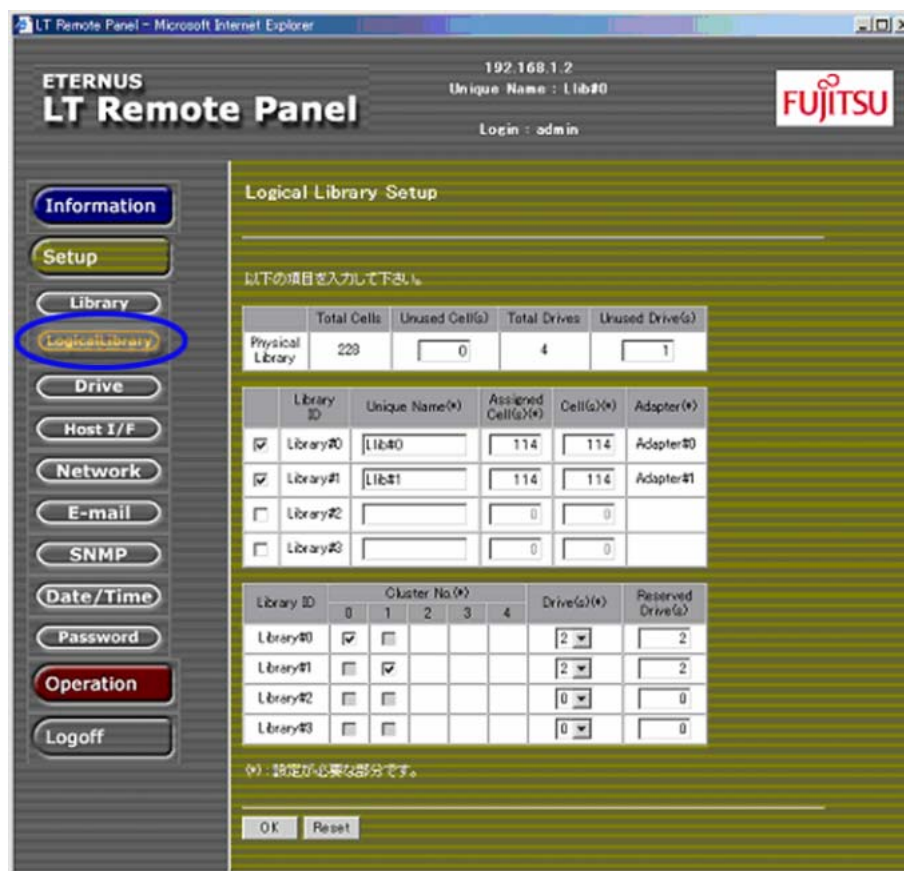 LT Remote Panel - Microsoft Internet Explorer
ETERNUS
LT Remote Panel
192.168.1.2
Unique Name : Llib#0
Login : admin
FUJITSU
Information
Setup
Library
LogicalLibrary
Drive
Host I/F
Network
E-mail
SNMP
Date/Time
Password
Operation
Logoff
Logical Library Setup
以下の項目を入力して下さい。
Total Cells Unused Cell(s) Total Drives Unused Drive(s)
Physical Library 228 0 4 1
Library ID Unique Name(*) Assigned Cell(s)(*) Cell(s)(*) Adapter(*)
Library#0 Llib#0 114 114 Adapter#0
Library#1 Llib#1 114 114 Adapter#1
Library#2 0 0
Library#3 0 0
Library ID Cluster No.(*) Drive(s)(*) Reserved Drive(s)
0 1 2 3 4
Library#0 2 2
Library#1 2 2
Library#2 0 0
Library#3 0 0
(*) : 設定が必要な部分です。
OK Reset